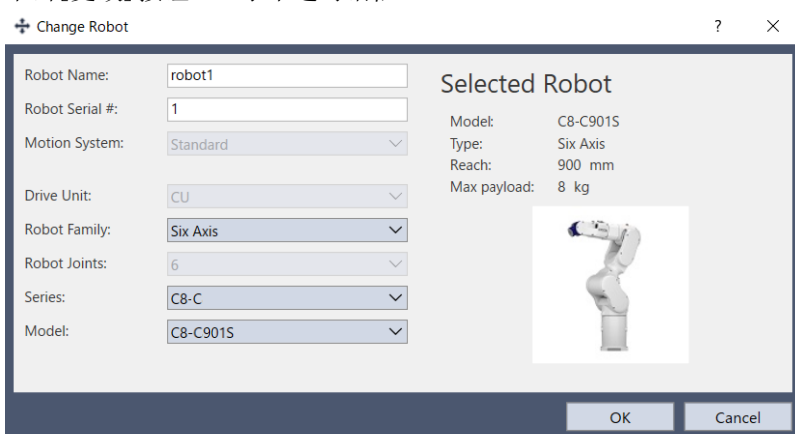 Change Robot
?
Robot Name:
robot1
Robot Serial #:
1
Motion System:
Standard
Drive Unit:
CU
Robot Family:
Six Axis
Robot Joints:
6
Series:
C8-C
Model:
C8-C901S
Selected Robot
Model: C8-C901S
Type: Six Axis
Reach: 900 mm
Max payload: 8 kg
OK
Cancel